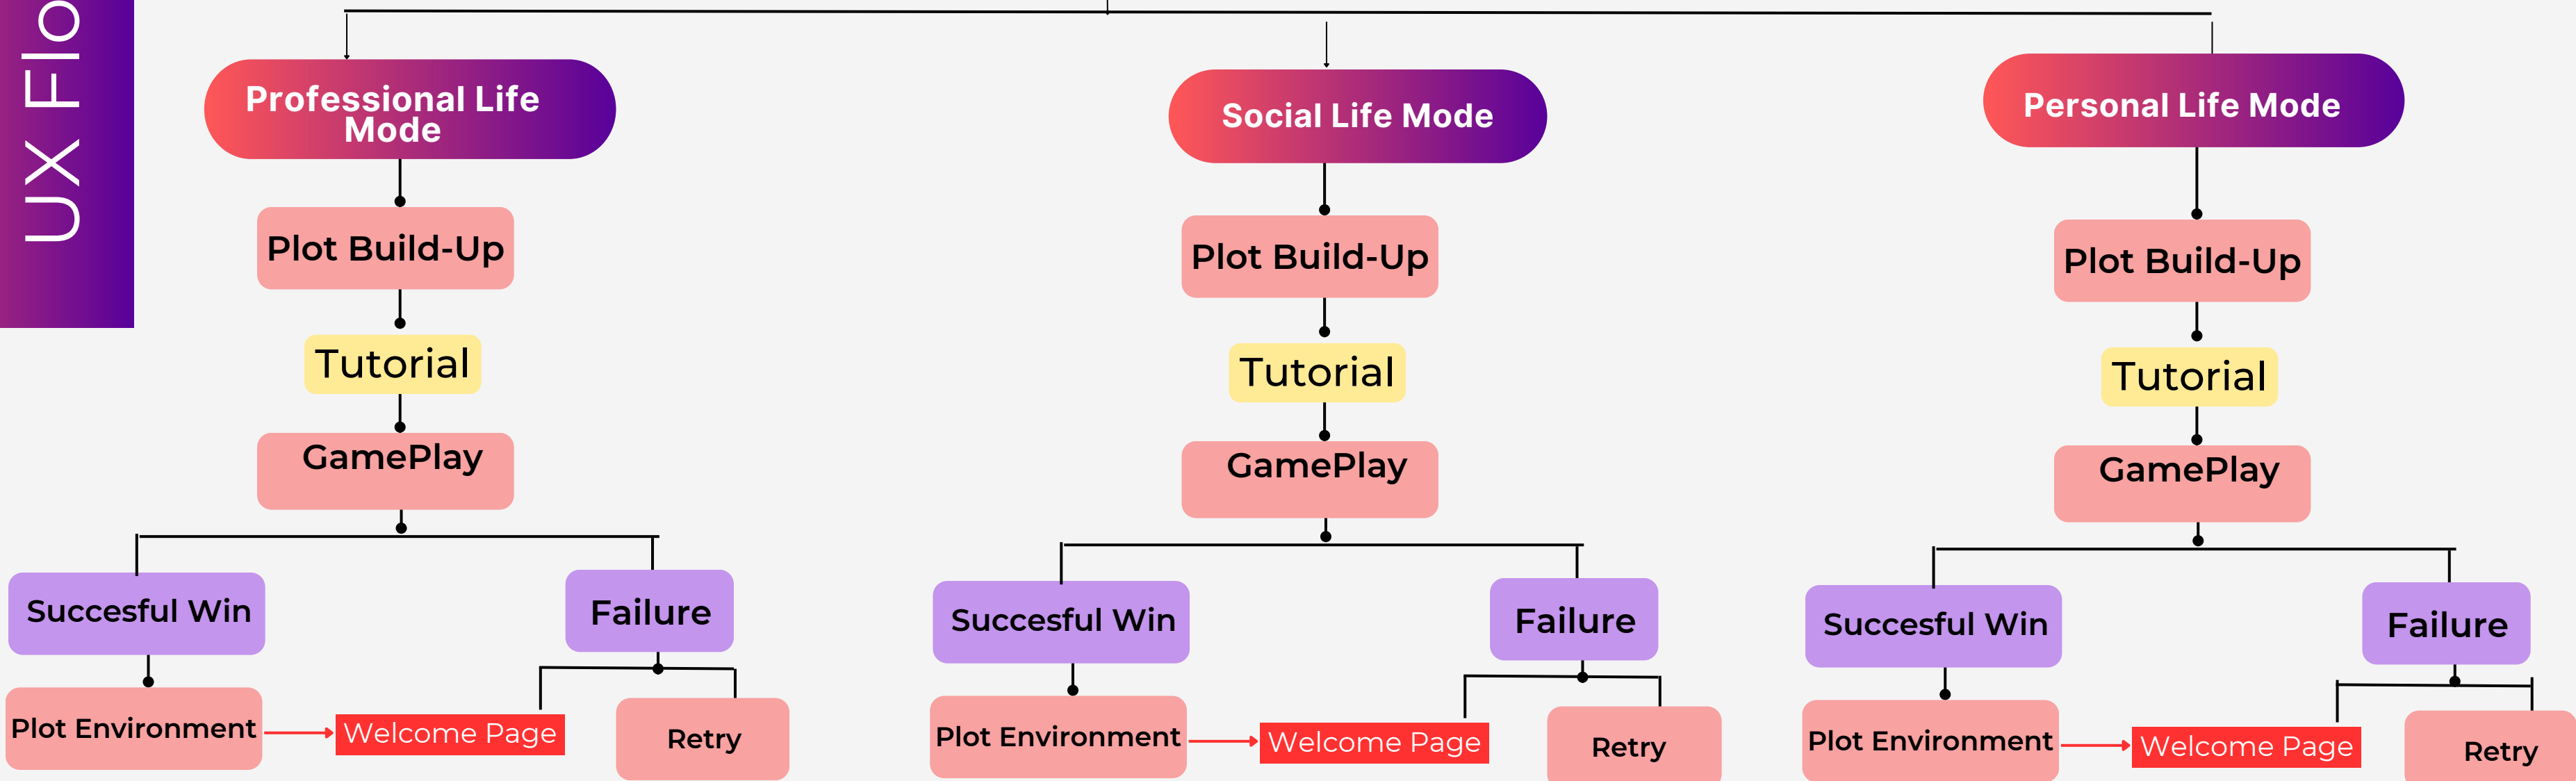 UX Flo
Professional Life
Mode
Plot Build-Up
Tutorial
GamePlay
Succesful Win
Failure
Plot Environment
Welcome Page
Retry
Social Life Mode
Plot Build-Up
Tutorial
GamePlay
Succesful Win
Failure
Plot Environment
Welcome Page
Retry
Personal Life Mode
Plot Build-Up
Tutorial
GamePlay
Succesful Win
Failure
Plot Environment
Welcome Page
Retry